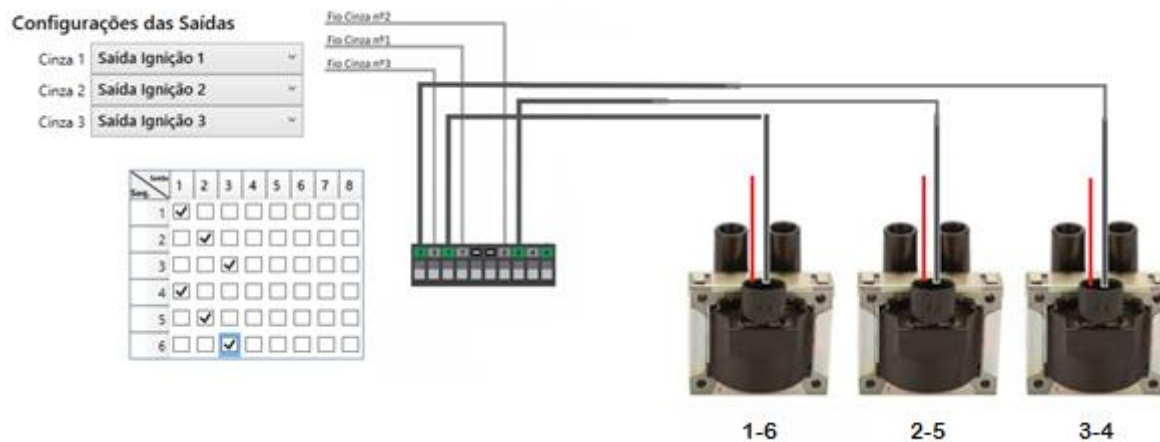 Configurações das Saídas
Cinza 1 Saída Ignição 1
Cinza 2 Saída Ignição 2
Cinza 3 Saída Ignição 3
Fio Cinza nº2
Fio Cinza nº1
Fio Cinza nº3
Seq. Saída 1 2 3 4 5 6 7 8
1
2
3
4
5
6
1-6 2-5 3-4